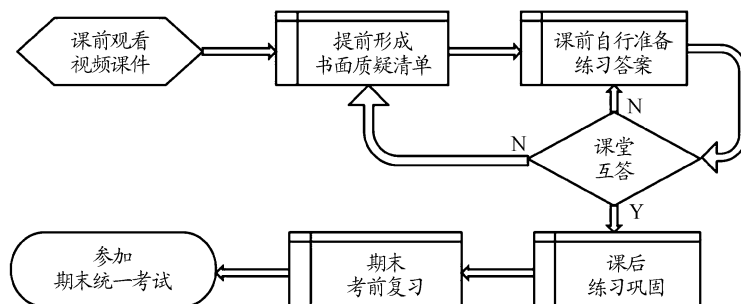 课前观看
视频课件
提前形成
书面质疑清单
课前自行准备
练习答案
N
N
课堂
互答
Y
参加
期末统一考试
期末
考前复习
课后
练习巩固